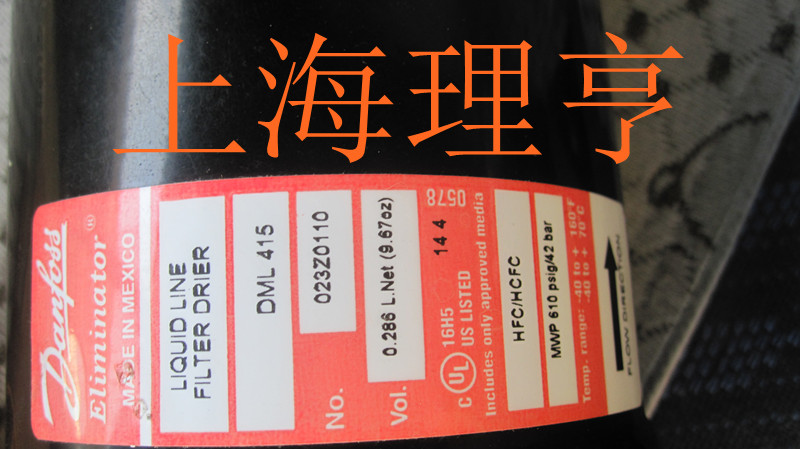 上海理亨
Danfoss
Eliminator®
MADE IN MEXICO
LIQUID LINE
FILTER DRIER
DML 415
No. 023Z0110
Vol. 0.286 L.Net (9.67oz)
14 4 0578
C UL US LISTED 16H5
Includes only approved media
HFC/HCFC
MWP 610 psig/42 bar
Temp. range: -40 to + 160°F
-40 to + 70°C
FLOW DIRECTION